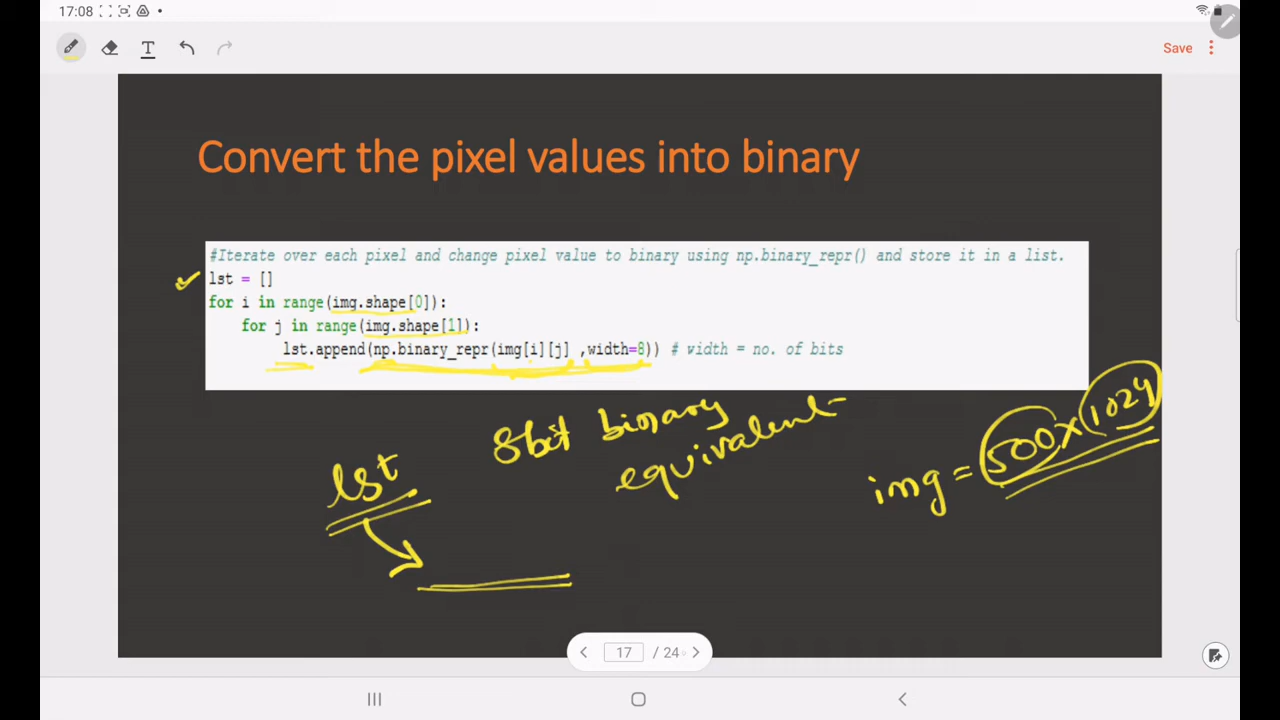 17:08
Save
Convert the pixel values into binary
#Iterate over each pixel and change pixel value to binary using np.binary_repr() and store it in a list.
lst = []
for i in range(img.shape[0]):
for j in range(img.shape[1]):
lst.append(np.binary_repr(img[i][j] ,width=8)) # width = no. of bits
8bit binary
equivalent
lst
img = 500 x 1024
17 / 24